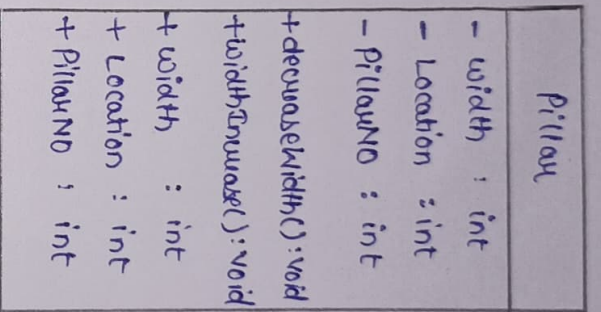 Pillar
- width : int
- Location : int
- PillarNO : int
+decreaseWidth() : void
+widthIncrease() : void
+ width : int
+ Location : int
+ PillarNO : int